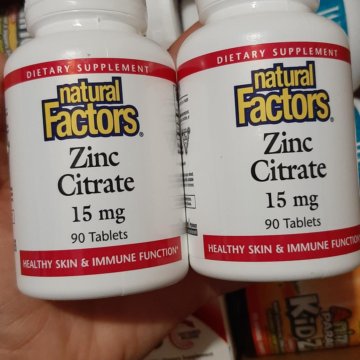 DIETARY SUPPLEMENT
natural
Factors®
Zinc
Citrate
15 mg
90 Tablets
HEALTHY SKIN & IMMUNE FUNCTION*
DIETARY SUPPLEMENT
natural
Factors®
Zinc
Citrate
15 mg
90 Tablets
HEALTHY SKIN & IMMUNE FUNCTION*